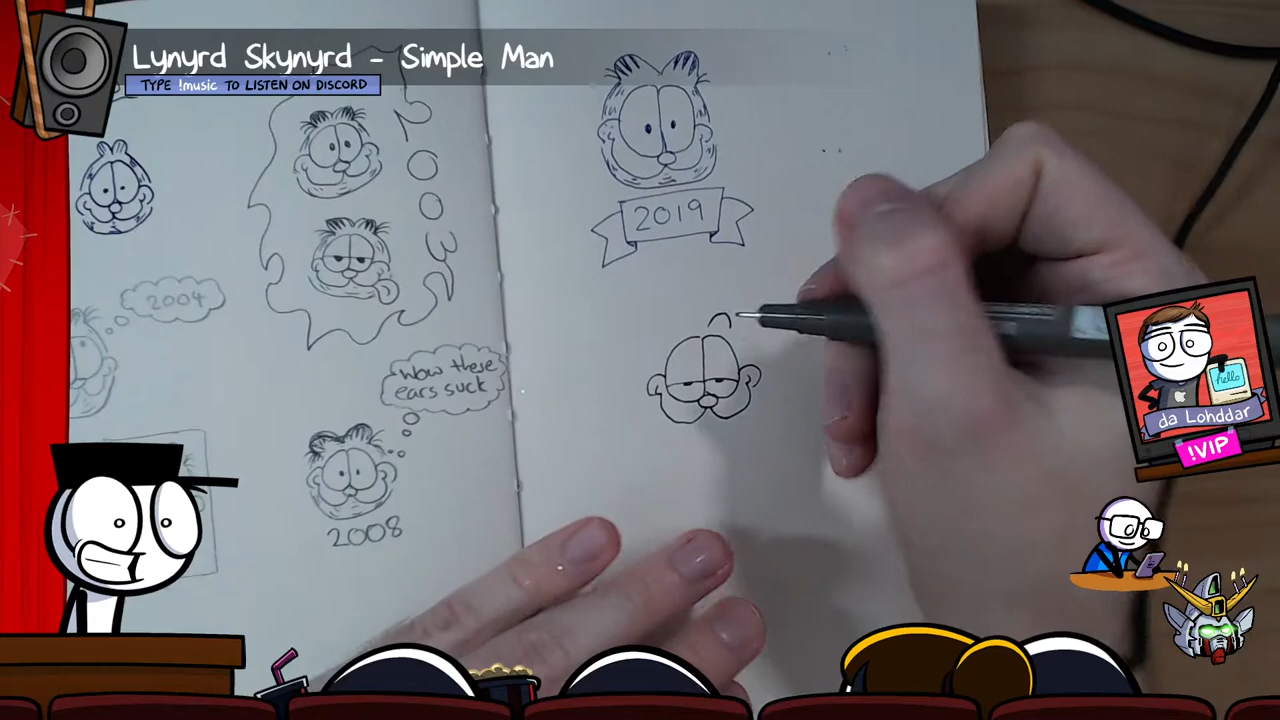 Lynyrd Skynyrd - Simple Man
TYPE !music TO LISTEN ON DISCORD
2003
2019
2004
Wow these
ears suck
2008
hello
da Lohddar
!VIP